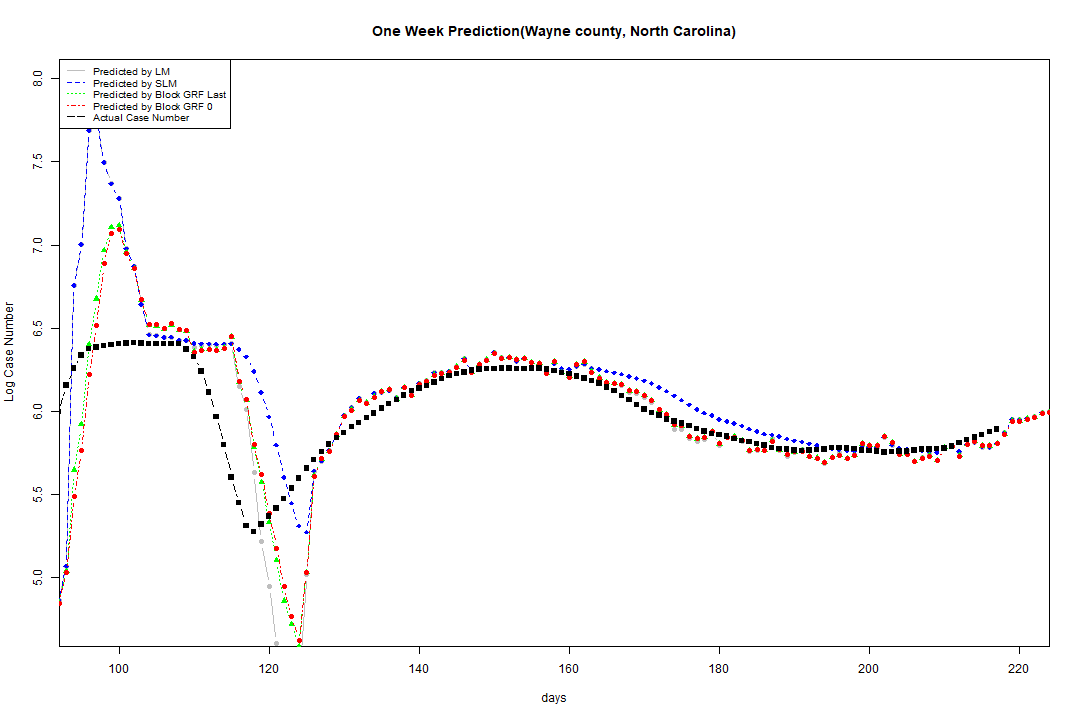 One Week Prediction(Wayne county, North Carolina)
Predicted by LM
Predicted by SLM
Predicted by Block GRF Last
Predicted by Block GRF 0
Actual Case Number
8.0
7.5
7.0
6.5
6.0
5.5
5.0
Log Case Number
100 120 140 160 180 200 220
days